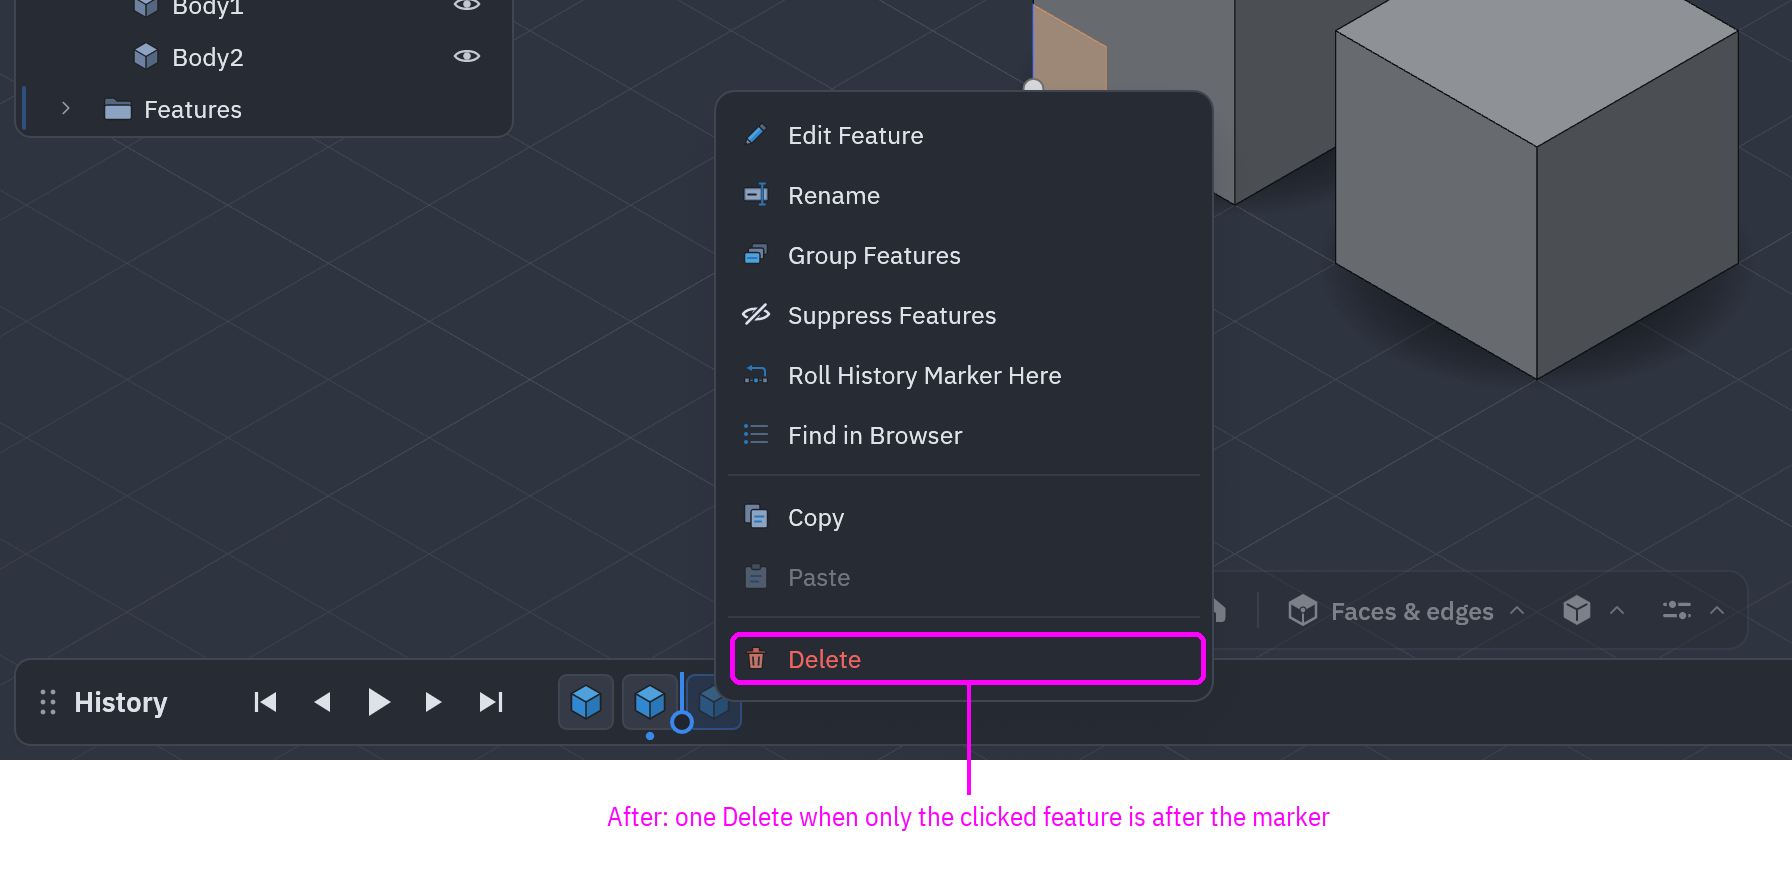 Body1
Body2
Features
Edit Feature
Rename
Group Features
Suppress Features
Roll History Marker Here
Find in Browser
Copy
Paste
Delete
Faces & edges
History
After: one Delete when only the clicked feature is after the marker